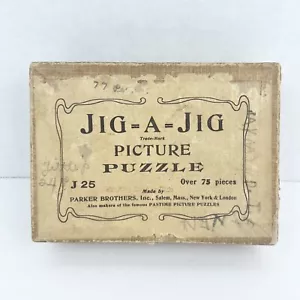 77
JIG=A=JIG
Trade-Mark
PICTURE
PUZZLE
J 25 Over 75 pieces
Made by
PARKER BROTHERS, Inc., Salem, Mass., New York & London
Also makers of the famous PASTIME PICTURE PUZZLES